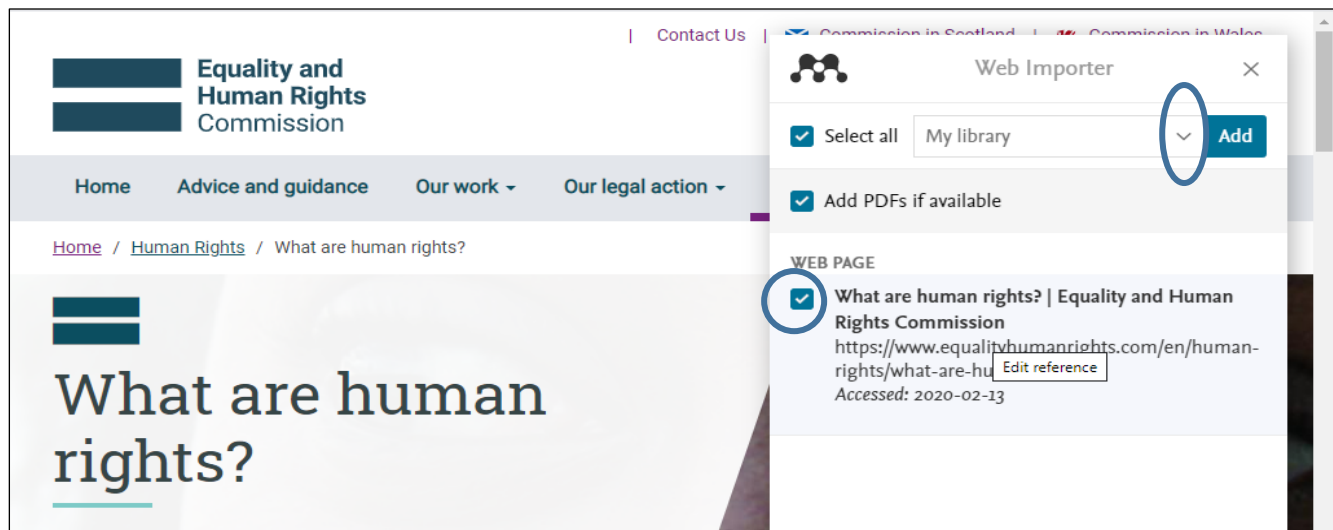 | Contact Us | Commission in Scotland | Commission in Wales
Equality and
Human Rights
Commission
Home Advice and guidance Our work Our legal action
Home / Human Rights / What are human rights?
What are human
rights?
Web Importer
Select all My library Add
Add PDFs if available
WEB PAGE
What are human rights? | Equality and Human
Rights Commission
https://www.equalityhumanrights.com/en/human-
rights/what-are-hu
Edit reference
Accessed: 2020-02-13